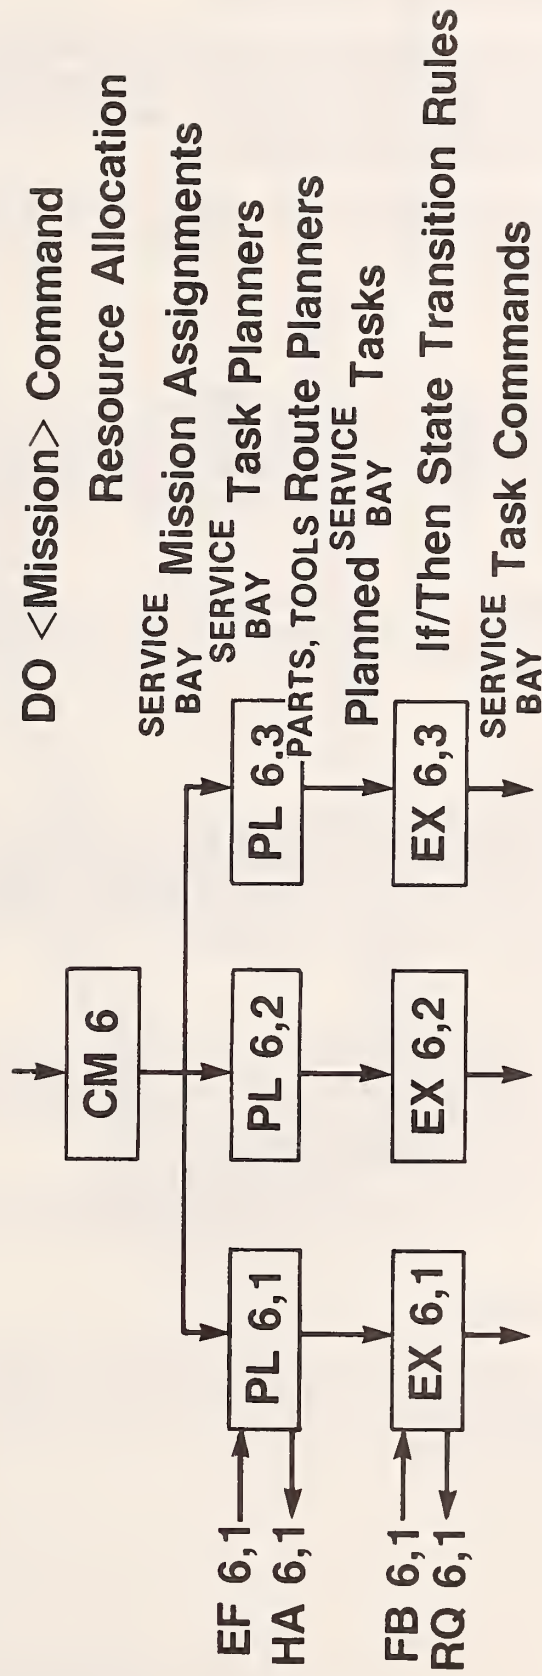 DO <Mission> Command
CM 6
Resource Allocation
SERVICE BAY Mission Assignments
EF 6,1
HA 6,1
PL 6,1
PL 6,2
PL 6.3
SERVICE BAY Task Planners
PARTS, TOOLS Route Planners
Planned SERVICE BAY Tasks
FB 6,1
RQ 6,1
EX 6,1
EX 6,2
EX 6,3
If/Then State Transition Rules
SERVICE BAY Task Commands